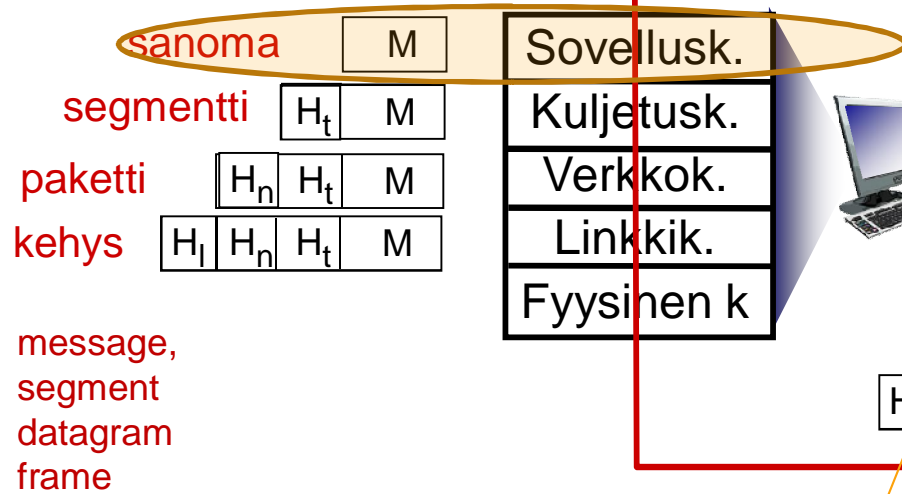 sanoma M Sovellusk.
segmentti Ht M Kuljetusk.
paketti Hn Ht M Verkkok.
kehys Hl Hn Ht M Linkkik.
Fyysinen k
message,
segment
datagram
frame
H